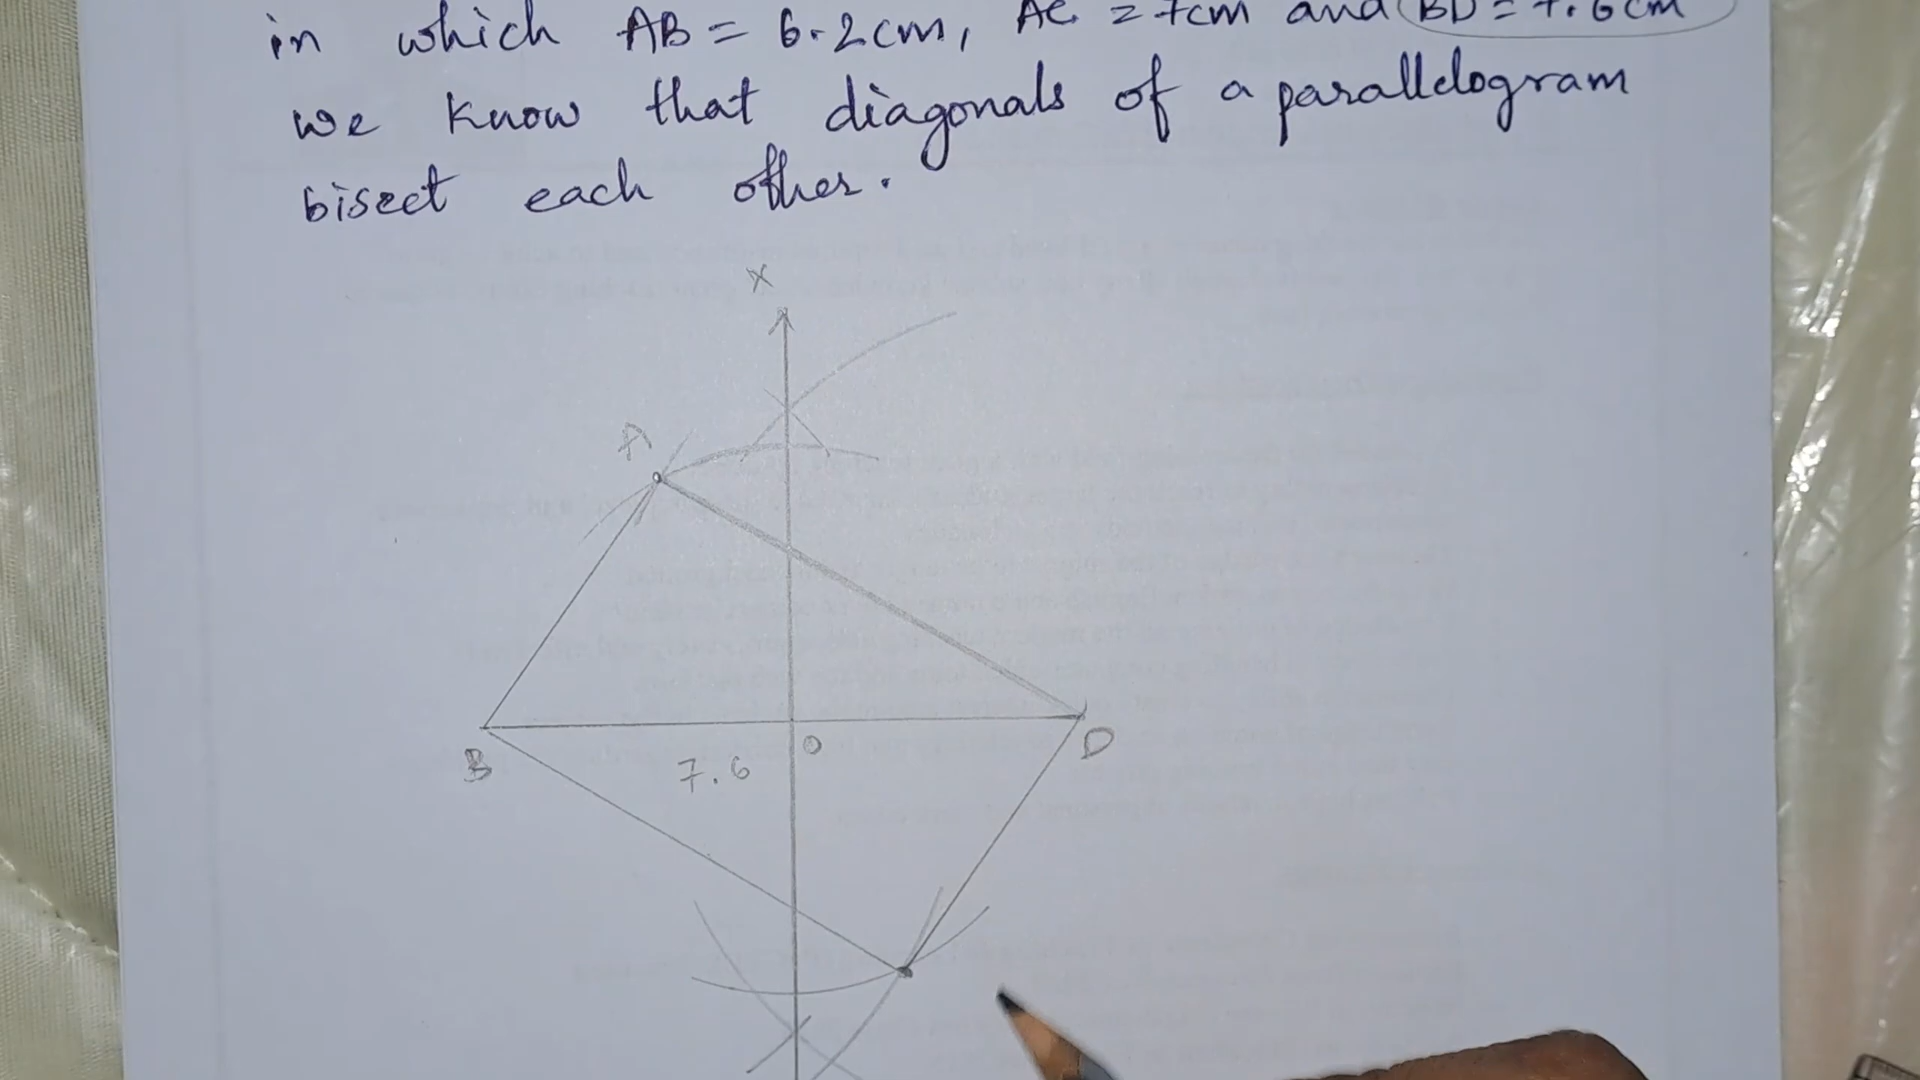 in which AB = 6.2cm, AC = 7cm and BD = 7.6cm
we know that diagonals of a parallelogram
bisect each other.
X
A
B
O
D
7.6